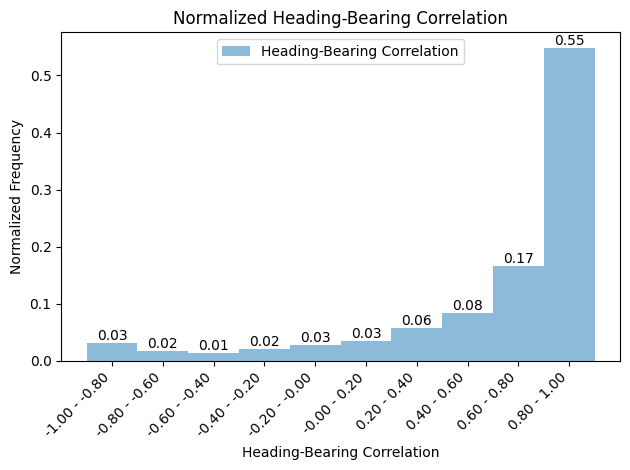 Normalized Heading-Bearing Correlation
Heading-Bearing Correlation
Normalized Frequency
0.5
0.4
0.3
0.2
0.1
0.0
0.03
0.02
0.01
0.02
0.03
0.03
0.06
0.08
0.17
0.55
-1.00 - -0.80
-0.80 - -0.60
-0.60 - -0.40
-0.40 - -0.20
-0.20 - -0.00
-0.00 - 0.20
0.20 - 0.40
0.40 - 0.60
0.60 - 0.80
0.80 - 1.00
Heading-Bearing Correlation